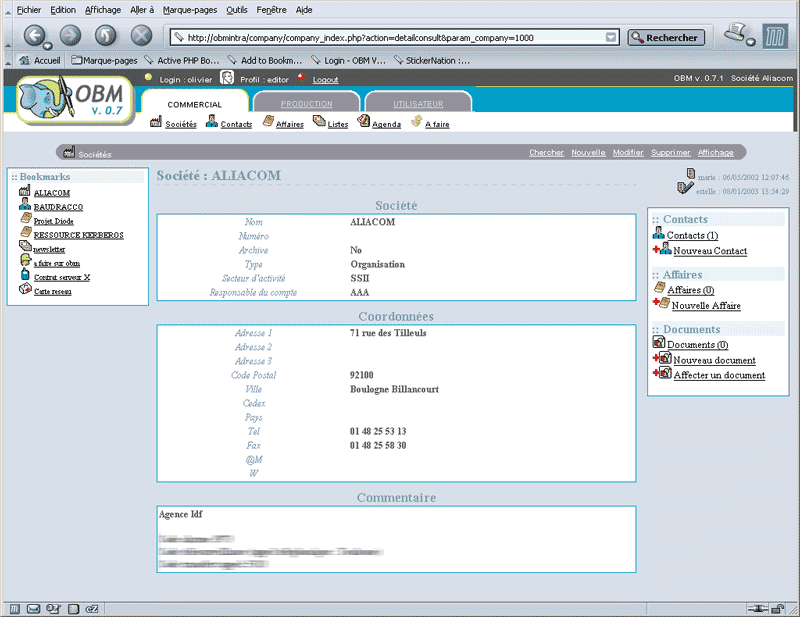 Fichier Edition Affichage Aller à Marque-pages Outils Fenêtre Aide
http://obmintra/company/company_index.php?action=detailconsult&param_company=1000 Rechercher
Accueil Marque-pages Active PHP Bo... Add to Bookm... Login - OBM V... StickerNation :...
Login : olivier Profil : editor Logout OBM v. 0.7.1 Société Aliacom
OBM
v. 0.7
COMMERCIAL PRODUCTION UTILISATEUR
Sociétés Contacts Affaires Listes Agenda A faire
Sociétés Chercher Nouvelle Modifier Supprimer Affichage
:: Bookmarks
ALIACOM
BAUDRACCO
Projet Diode
RESSOURCE KERBEROS
newsletter
a faire sur obm
Contrat serveur X
Carte reseau
Société : ALIACOM
marie : 06/05/2002 12:07:46
estelle : 08/01/2003 13:54:29
Société
Nom ALIACOM
Numéro
Archive No
Type Organisation
Secteur d'activité SSII
Responsable du compte AAA
Coordonnées
Adresse 1 71 rue des Tilleuls
Adresse 2
Adresse 3
Code Postal 92100
Ville Boulogne Billancourt
Cedex
Pays
Tel 01 48 25 53 13
Fax 01 48 25 58 30
@M
W
Commentaire
Agence Idf
:: Contacts
Contacts (1)
Nouveau Contact
:: Affaires
Affaires (0)
Nouvelle Affaire
:: Documents
Documents (0)
Nouveau document
Affecter un document